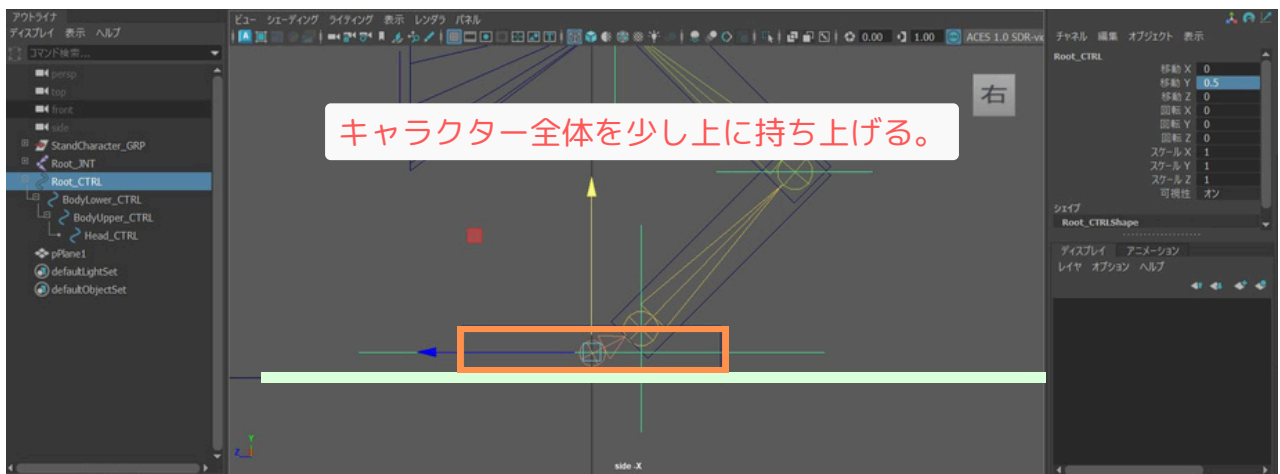 アウトライナ
ディスプレイ 表示 ヘルプ
コマンド検索...
persp
top
front
side
StandCharacter_GRP
Root_JNT
Root_CTRL
BodyLower_CTRL
BodyUpper_CTRL
Head_CTRL
pPlane1
defaultLightSet
defaultObjectSet
ビュー シェーディング ライティング 表示 レンダラ パネル
0.00 1.00 ACES 1.0 SDR-vi
右
キャラクター全体を少し上に持ち上げる。
Y
Z
side -X
チャネル 編集 オブジェクト 表示
Root_CTRL
移動 X 0
移動 Y 0.5
移動 Z 0
回転 X 0
回転 Y 0
回転 Z 0
スケール X 1
スケール Y 1
スケール Z 1
可視性 オン
シェイプ
Root_CTRLShape
ディスプレイ アニメーション
レイヤ オプション ヘルプ